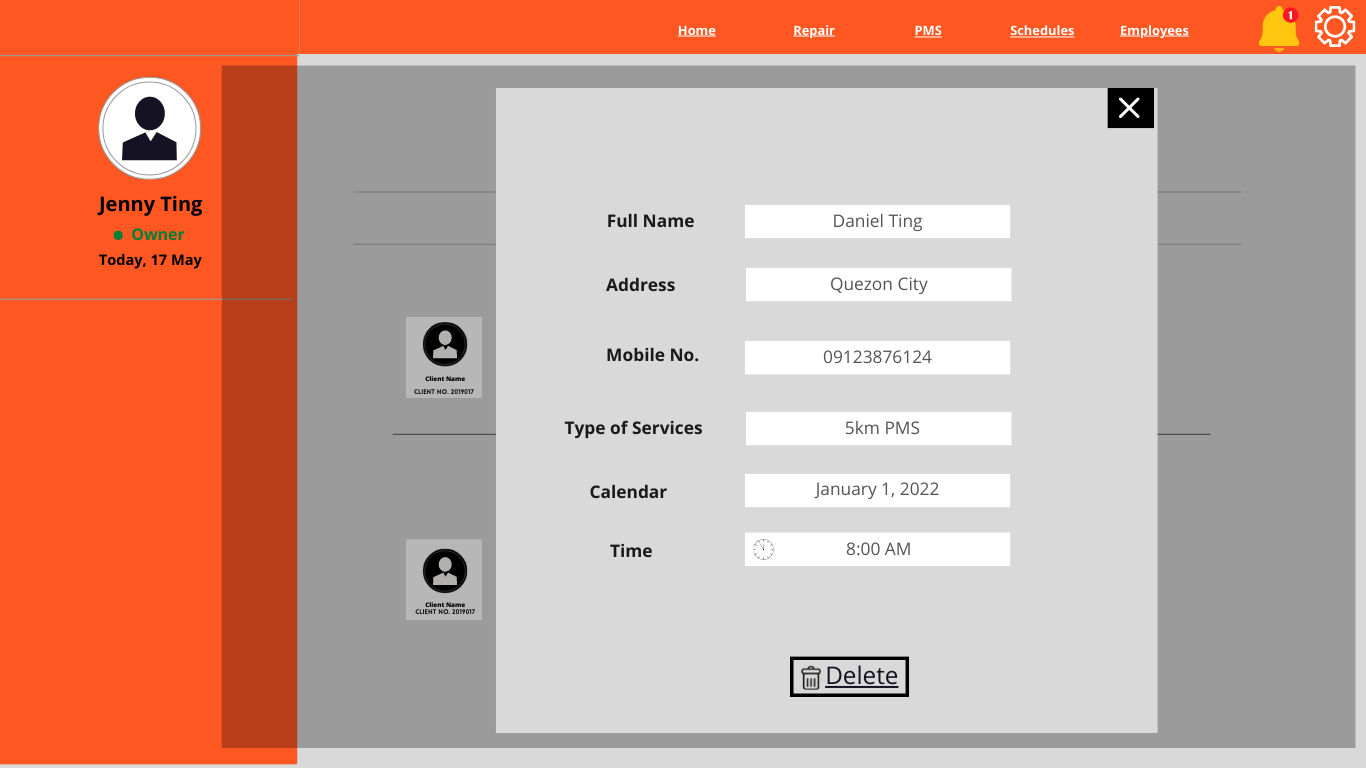 Home Repair PMS Schedules Employees 1
Jenny Ting
Owner
Today, 17 May
Full Name Daniel Ting
Address Quezon City
Mobile No. 09123876124
Client Name
CLIENT NO. 2019017
Type of Services 5km PMS
Calendar January 1, 2022
Time 8:00 AM
Client Name
CLIENT NO. 2019017
Delete